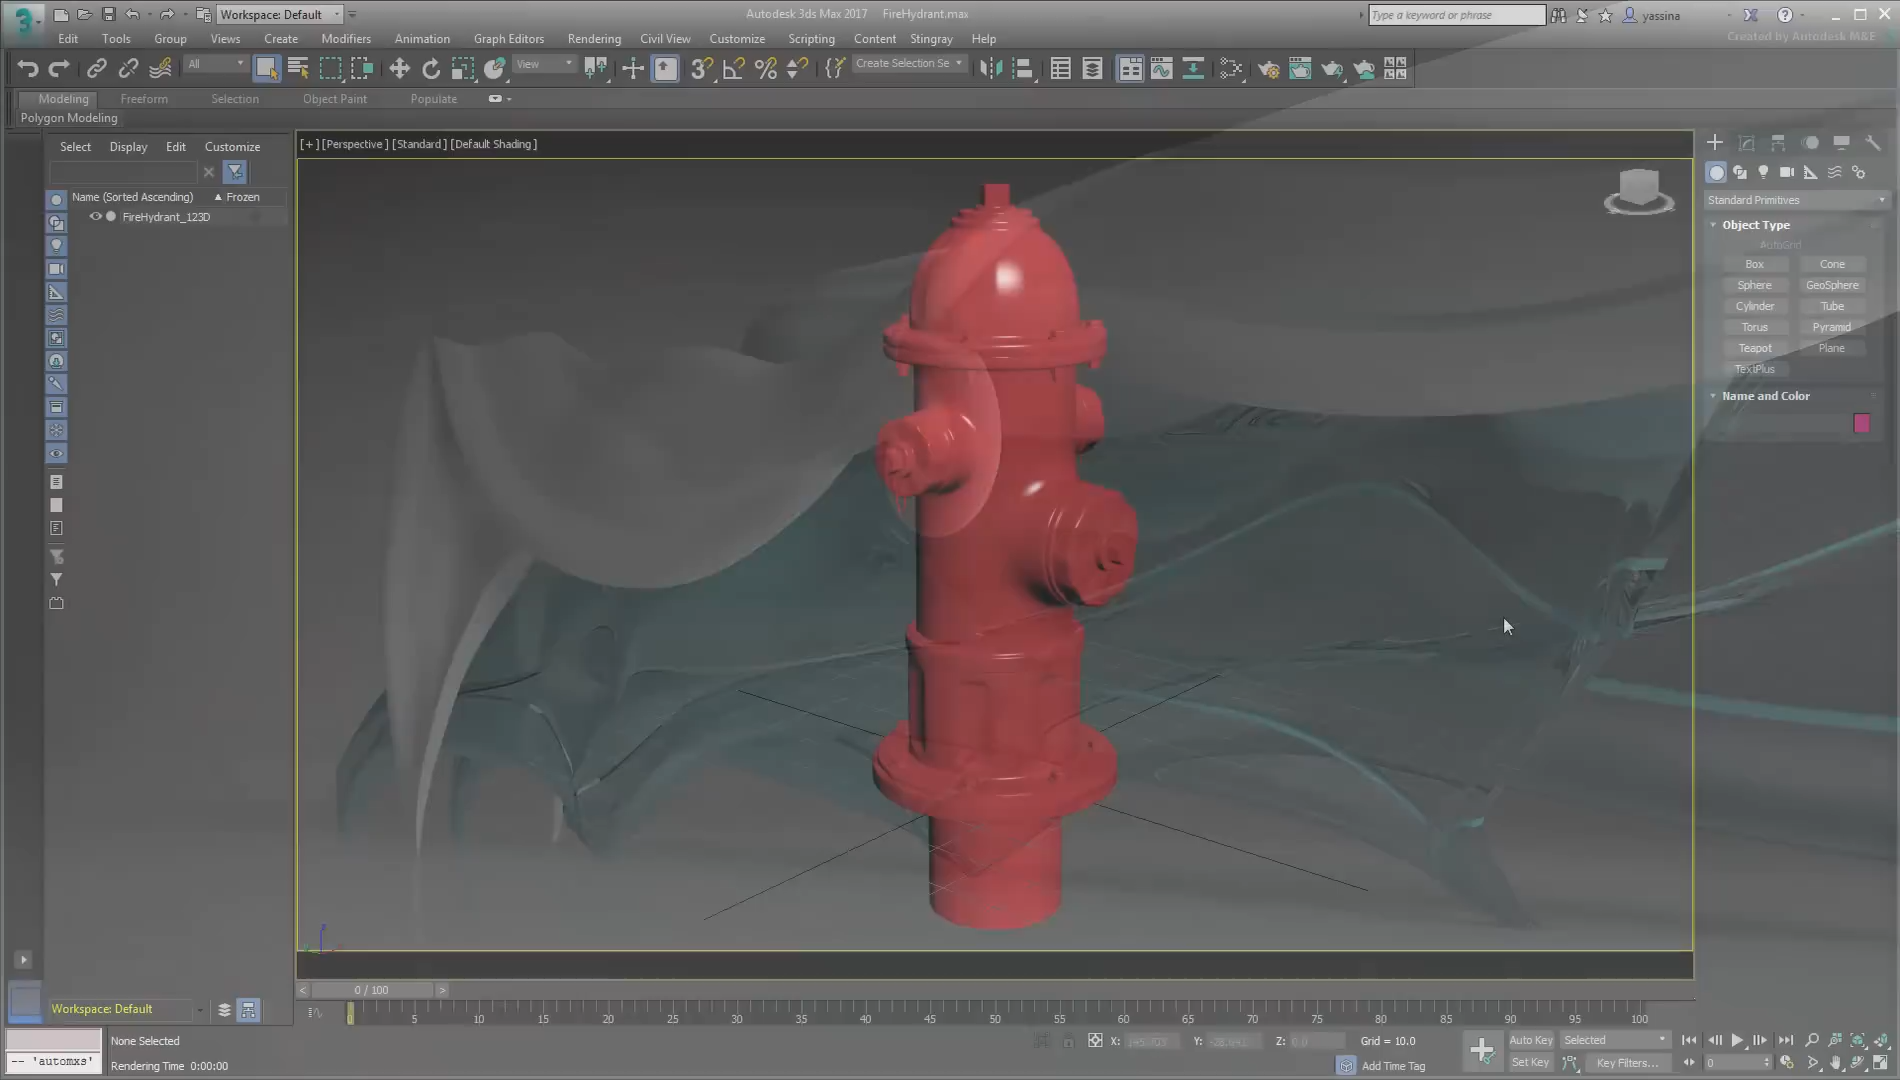 Workspace: Default
Autodesk 3ds Max 2017 FireHydrant.max
Type a keyword or phrase
yassina
Created by Autodesk M&E
Edit Tools Group Views Create Modifiers Animation Graph Editors Rendering Civil View Customize Scripting Content Stingray Help
All
View
Create Selection Se
Modeling Freeform Selection Object Paint Populate
Polygon Modeling
Select Display Edit Customize
Name (Sorted Ascending) Frozen
FireHydrant_123D
[+] [Perspective] [Standard] [Default Shading]
Standard Primitives
Object Type
AutoGrid
Box Cone
Sphere GeoSphere
Cylinder Tube
Torus Pyramid
Teapot Plane
TextPlus
Name and Color
< 0 / 100 >
Workspace: Default
0 5 10 15 20 25 30 35 40 45 50 55 60 65 70 75 80 85 90 95 100
None Selected
X: Y: Z: 0.0
Grid = 10.0
Auto Key Selected
-- 'automxs'
Rendering Time 0:00:00
Add Time Tag
Set Key Key Filters...
0